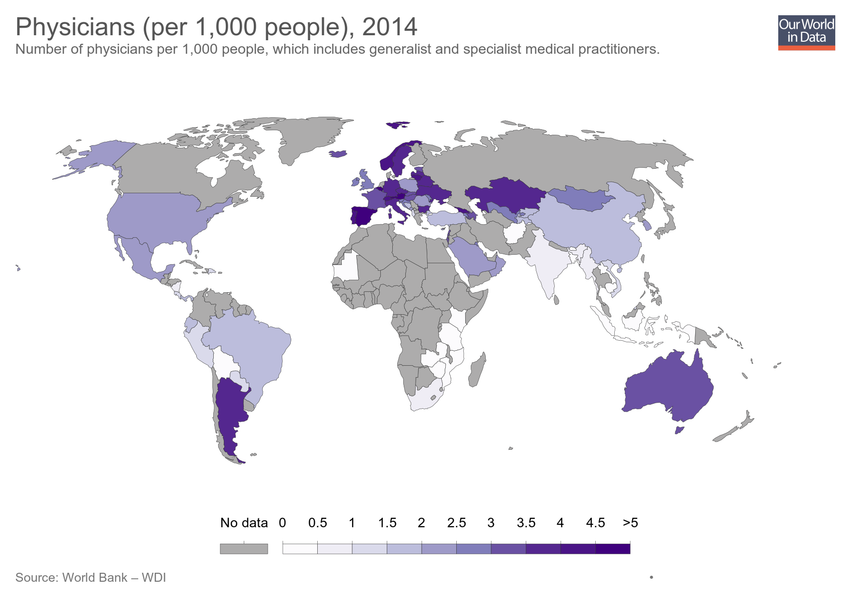 Physicians (per 1,000 people), 2014
Number of physicians per 1,000 people, which includes generalist and specialist medical practitioners.
Our World
in Data
No data 0 0.5 1 1.5 2 2.5 3 3.5 4 4.5 >5
Source: World Bank – WDI